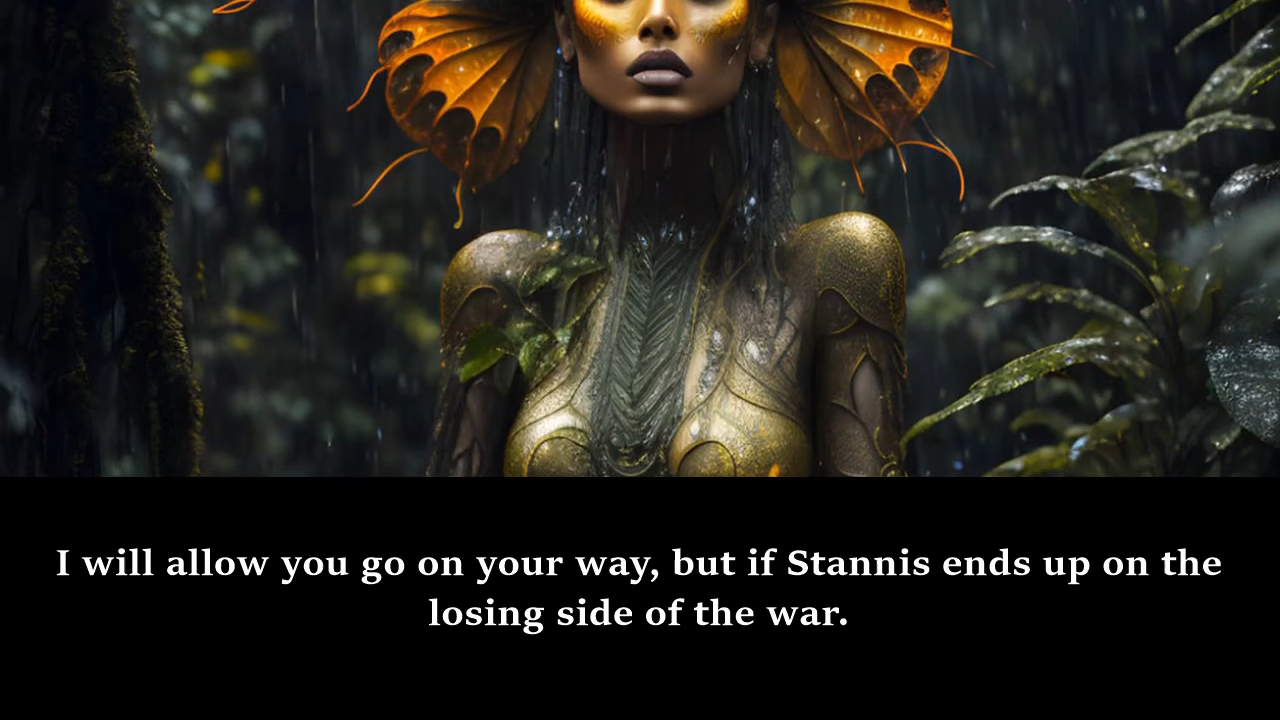 I will allow you go on your way, but if Stannis ends up on the
losing side of the war.